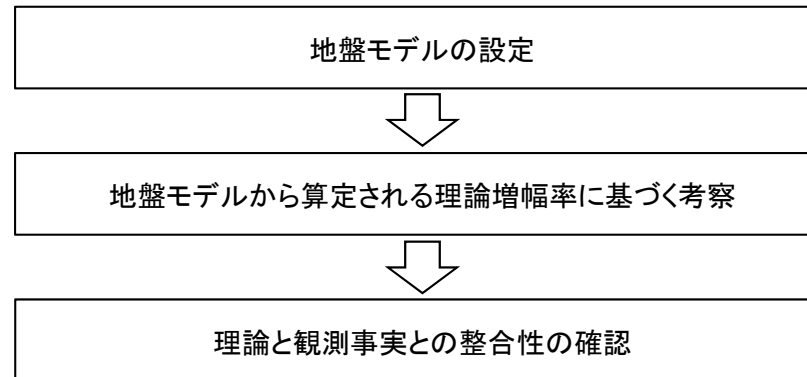 地盤モデルの設定
地盤モデルから算定される理論増幅率に基づく考察
理論と観測事実との整合性の確認